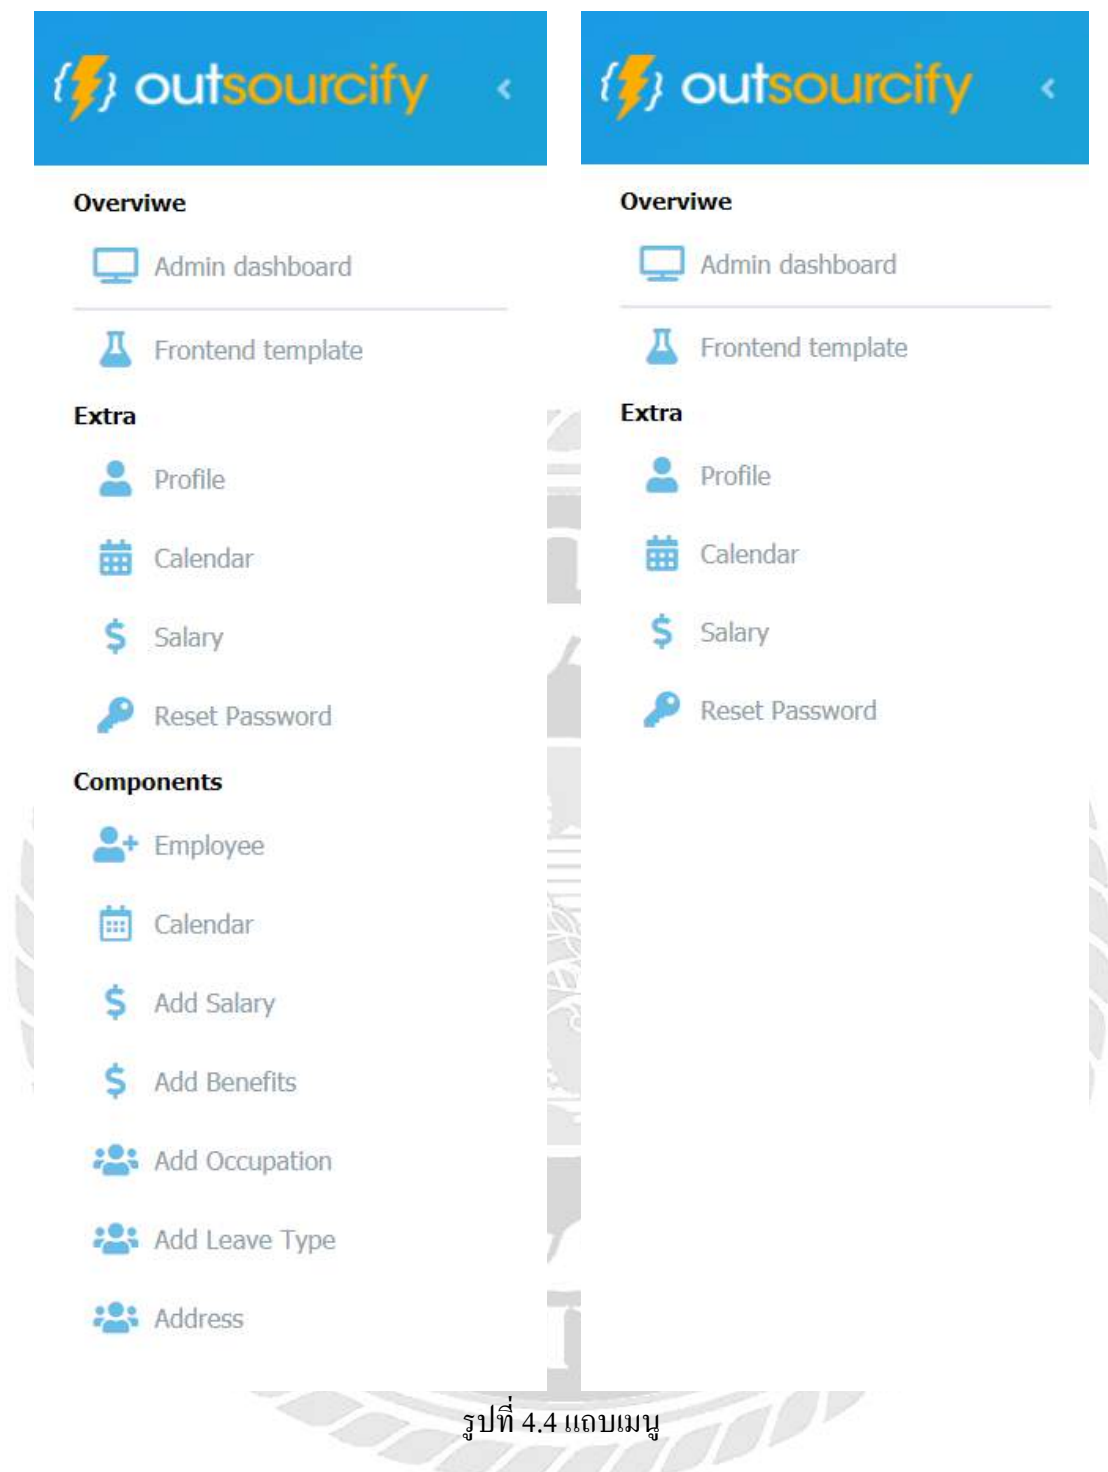 outsourcify
Overviwe
Admin dashboard
Frontend template
Extra
Profile
Calendar
Salary
Reset Password
Components
Employee
Calendar
Add Salary
Add Benefits
Add Occupation
Add Leave Type
Address
outsourcify
Overviwe
Admin dashboard
Frontend template
Extra
Profile
Calendar
Salary
Reset Password
รูปที่ 4.4 แถบเมนู